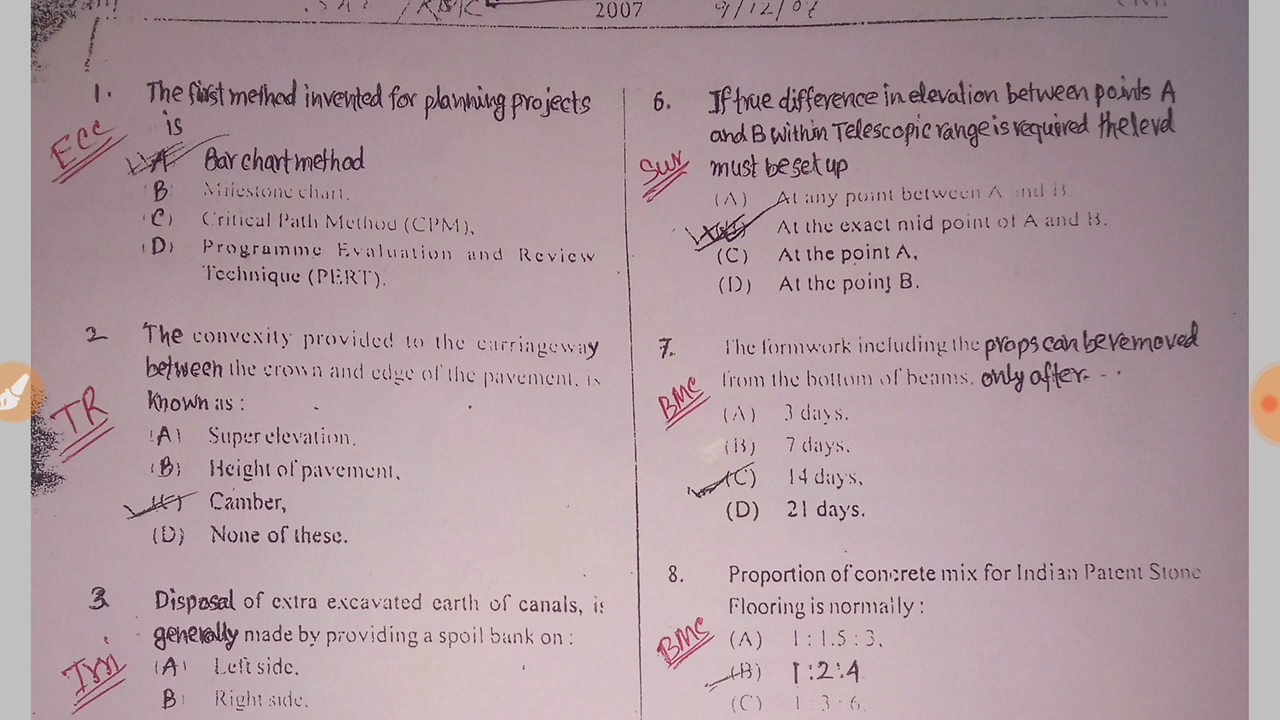 2007 9/12/07
1. The first method invented for planning projects
is
ECC
A Bar chart method
B Milestone chart.
(C) Critical Path Method (CPM).
(D) Programme Evaluation and Review
Technique (PERT).
2 The convexity provided to the carriageway
between the crown and edge of the pavement, is
known as :
TR
(A) Super elevation.
(B) Height of pavement.
(C) Camber,
(D) None of these.
3 Disposal of extra excavated earth of canals, is
generally made by providing a spoil bank on :
Irri
(A) Left side.
B Right side.
6. If true difference in elevation between points A
and B within Telescopic range is required the level
must be set up
Sur
(A) At any point between A and B.
At the exact mid point of A and B.
(C) At the point A.
(D) At the point B.
7. The formwork including the props can be removed
from the bottom of beams, only after - - .
BMC
(A) 3 days.
(B) 7 days.
(C) 14 days.
(D) 21 days.
8. Proportion of concrete mix for Indian Patent Stone
Flooring is normally :
BMC
(A) 1 : 1.5 : 3.
(B) 1:2:4
(C) 1 : 3 : 6.